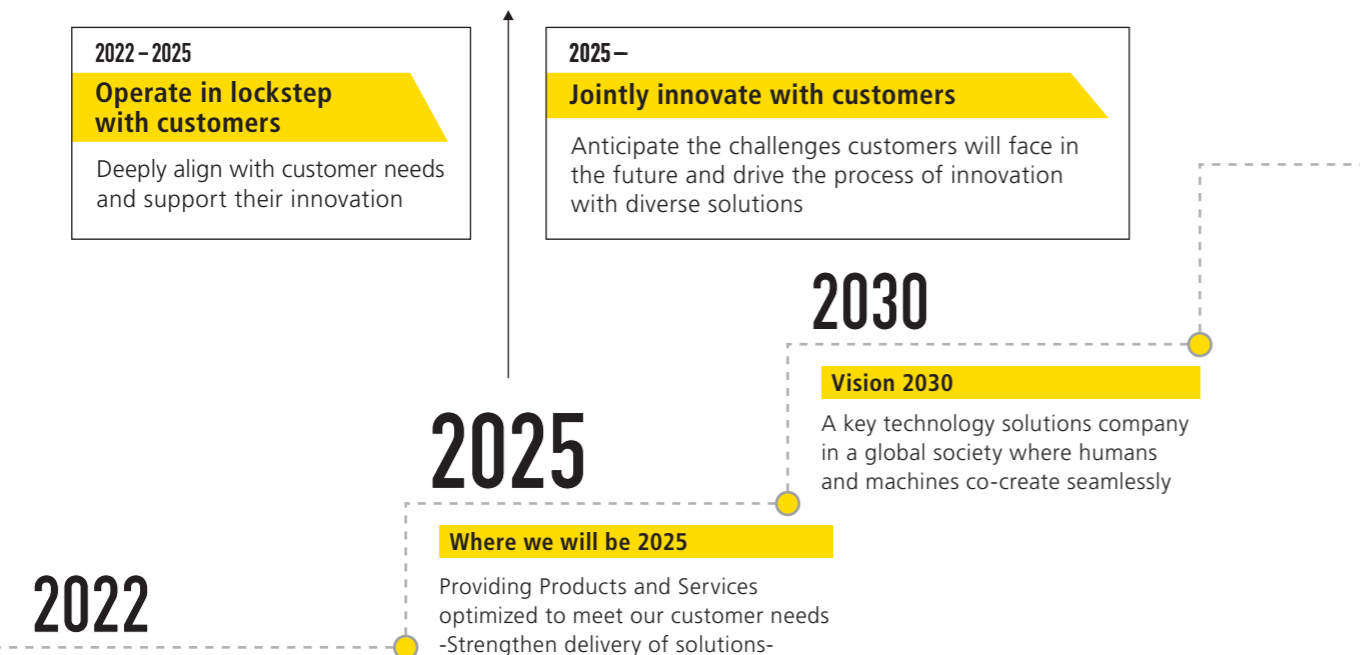 2022 – 2025
Operate in lockstep
with customers
Deeply align with customer needs
and support their innovation
2025 –
Jointly innovate with customers
Anticipate the challenges customers will face in
the future and drive the process of innovation
with diverse solutions
2030
Vision 2030
A key technology solutions company
in a global society where humans
and machines co-create seamlessly
2025
Where we will be 2025
Providing Products and Services
optimized to meet our customer needs
-Strengthen delivery of solutions-
2022